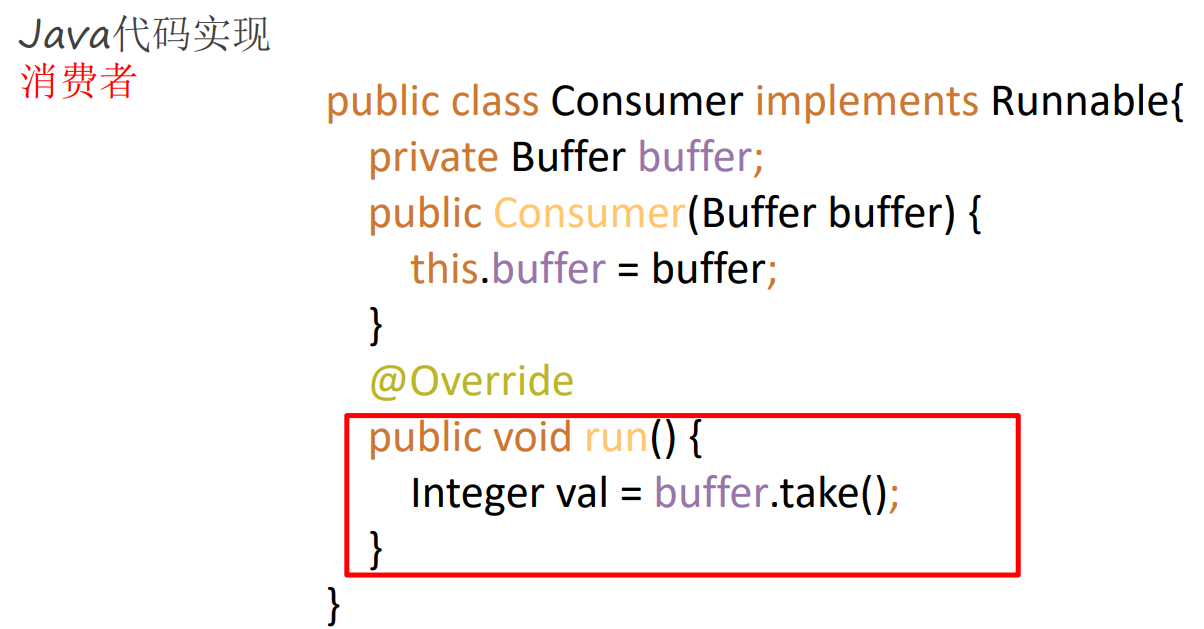 Java代码实现
消费者
public class Consumer implements Runnable{
private Buffer buffer;
public Consumer(Buffer buffer) {
this.buffer = buffer;
}
@Override
public void run() {
Integer val = buffer.take();
}
}